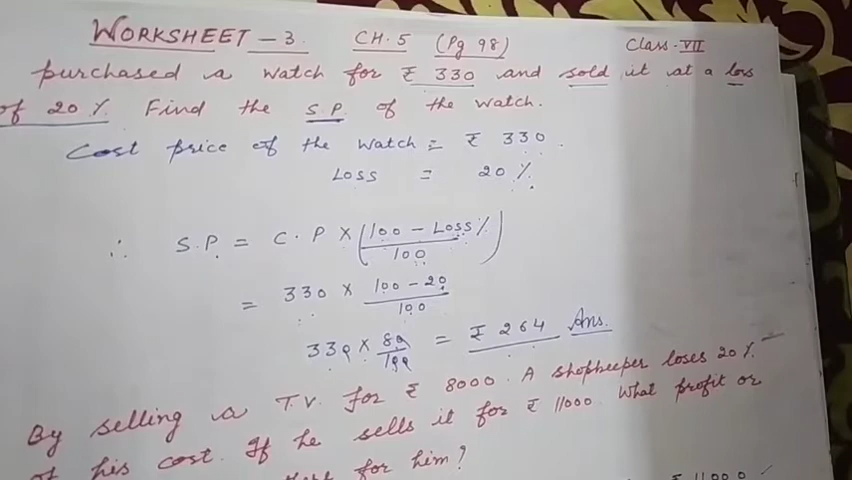 WORKSHEET - 3. CH. 5 (Pg 98) Class - VII
purchased a watch for ₹ 330 and sold it at a loss
of 20 %. Find the S.P. of the watch.
Cost price of the watch = ₹ 330.
Loss = 20 %.
∴ S.P. = C.P × (100 - Loss% / 100)
= 330 × 100 - 20 / 100
330 × 80 / 100 = ₹ 264 Ans.
By selling a T.V. for ₹ 8000. A shopkeeper loses 20 %.
of his cost. If he sells it for ₹ 11000. What profit or
for him?
₹ 11000